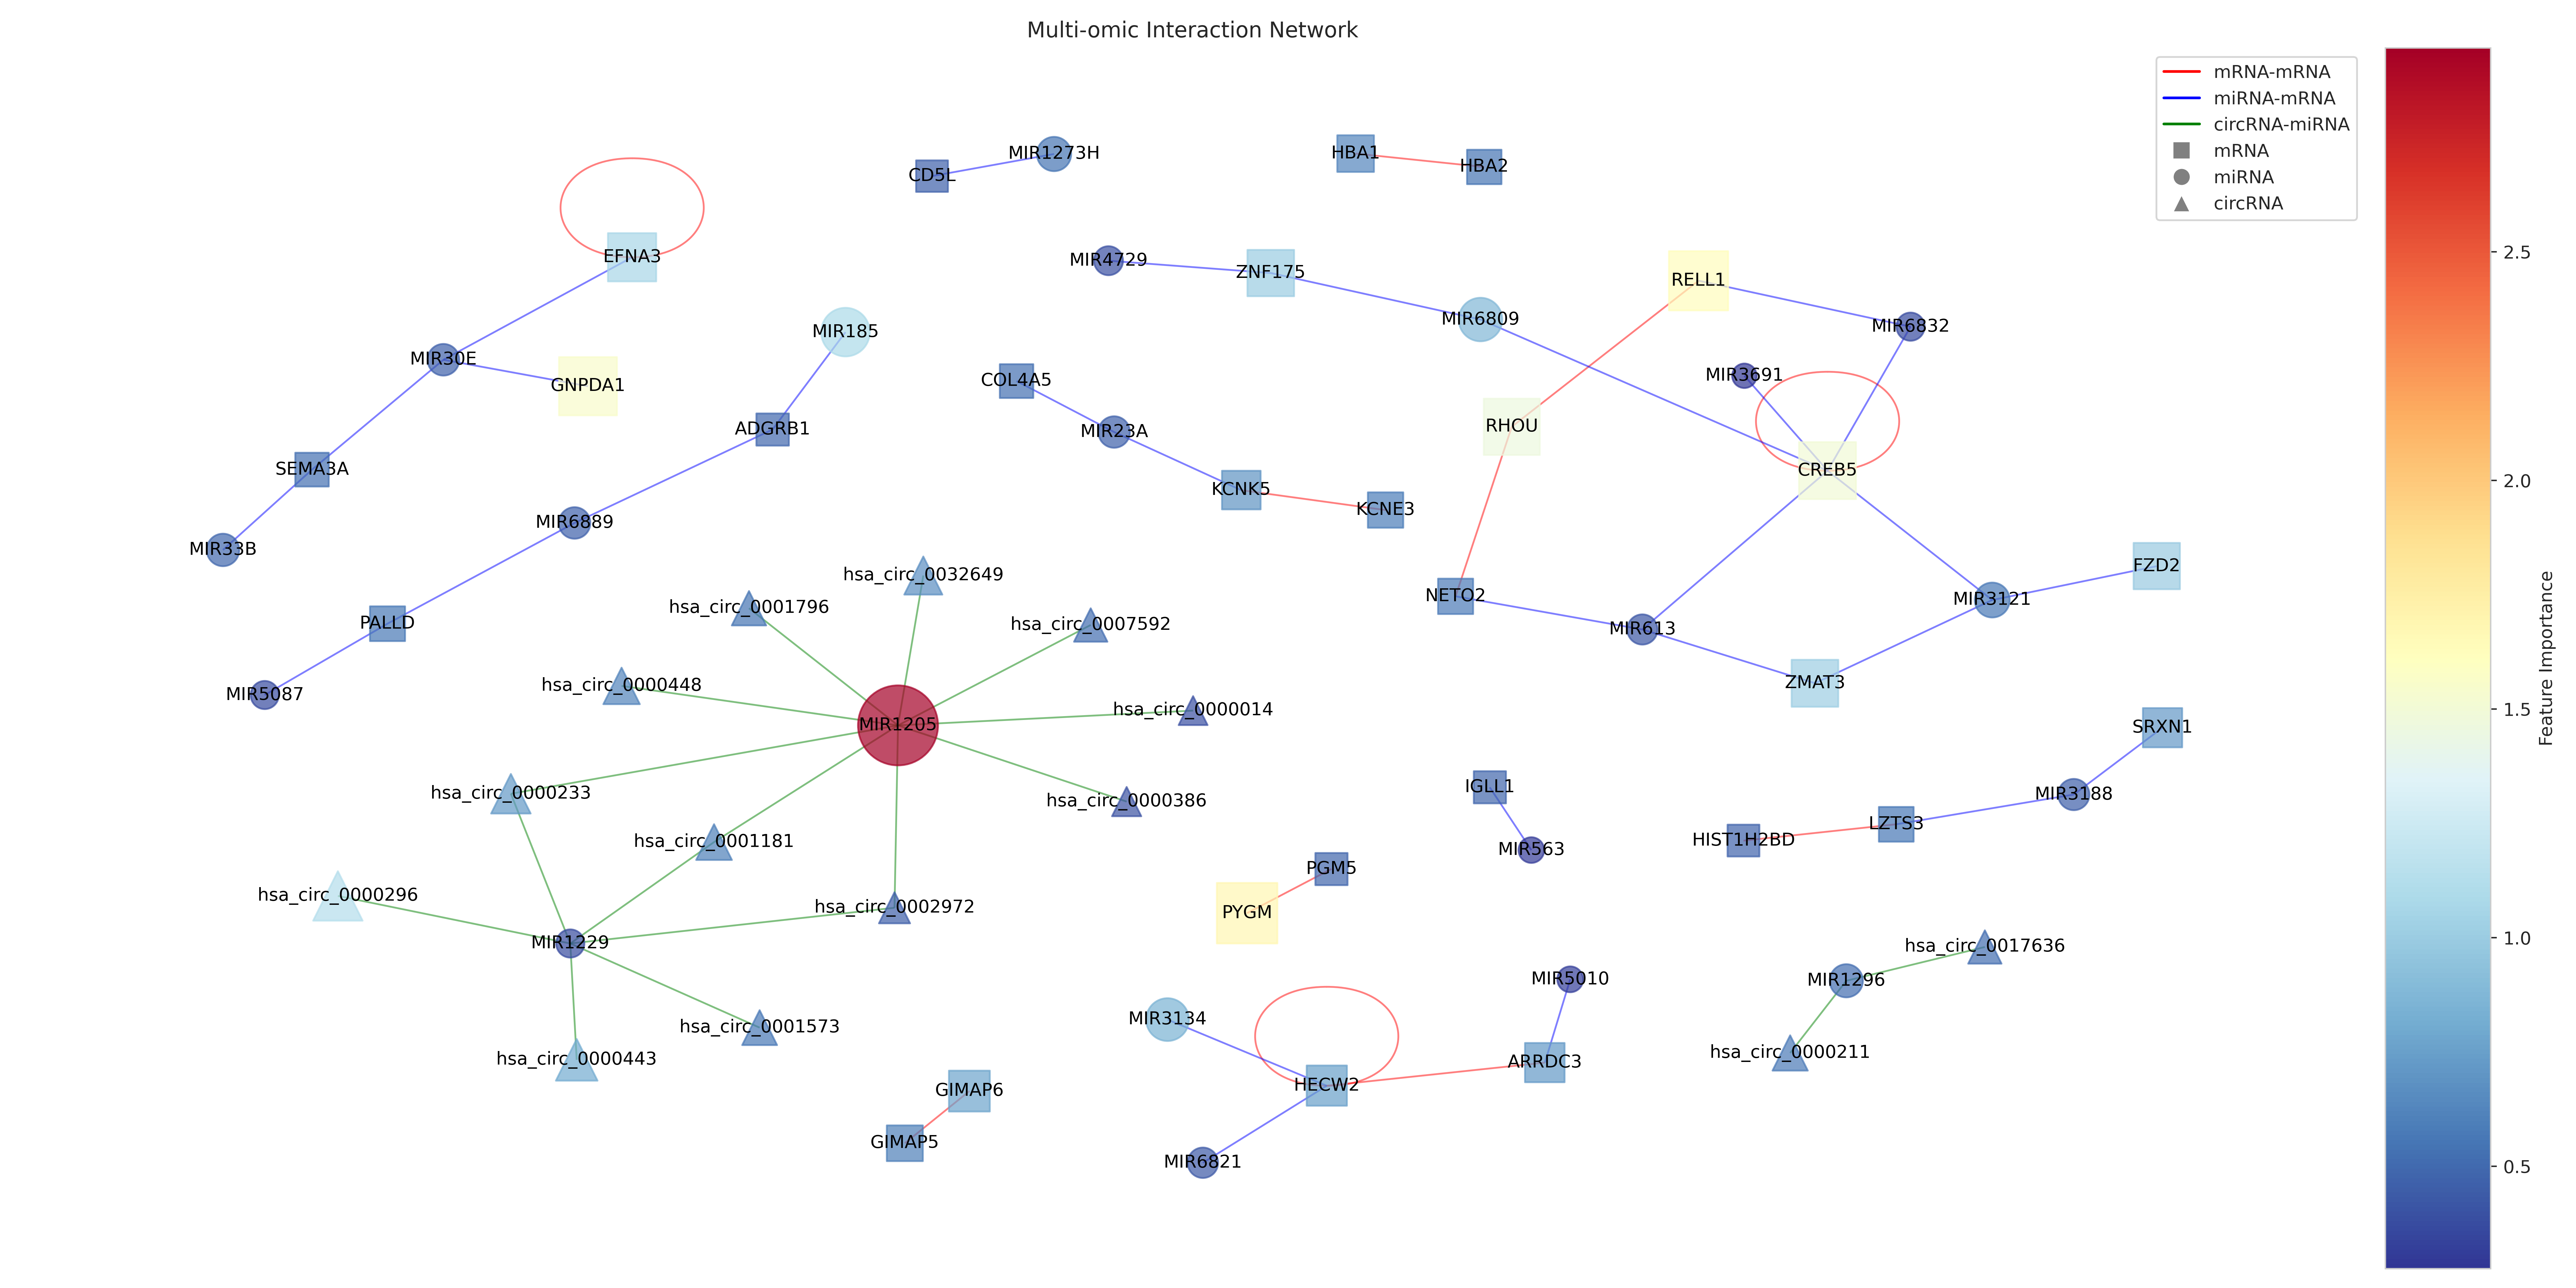 Multi-omic Interaction Network
mRNA-mRNA
miRNA-mRNA
circRNA-miRNA
mRNA
miRNA
circRNA
MIR1273H
CD5L
HBA1
HBA2
EFNA3
MIR4729
ZNF175
RELL1
MIR6809
MIR6832
MIR185
MIR30E
GNPDA1
COL4A5
MIR3691
ADGRB1
MIR23A
RHOU
SEMA3A
CREB5
KCNK5
KCNE3
MIR6889
MIR33B
FZD2
hsa_circ_0032649
hsa_circ_0001796
hsa_circ_0007592
NETO2
MIR3121
PALLD
MIR613
MIR5087
hsa_circ_0000448
ZMAT3
MIR1205
hsa_circ_0000014
SRXN1
hsa_circ_0000233
hsa_circ_0000386
IGLL1
MIR3188
hsa_circ_0001181
MIR563
HIST1H2BD
LZTS3
PGM5
hsa_circ_0000296
hsa_circ_0002972
PYGM
MIR1229
hsa_circ_0017636
MIR5010
MIR1296
MIR3134
hsa_circ_0001573
hsa_circ_0000443
ARRDC3
hsa_circ_0000211
GIMAP6
HECW2
GIMAP5
MIR6821
2.5
2.0
1.5
1.0
0.5
Feature Importance